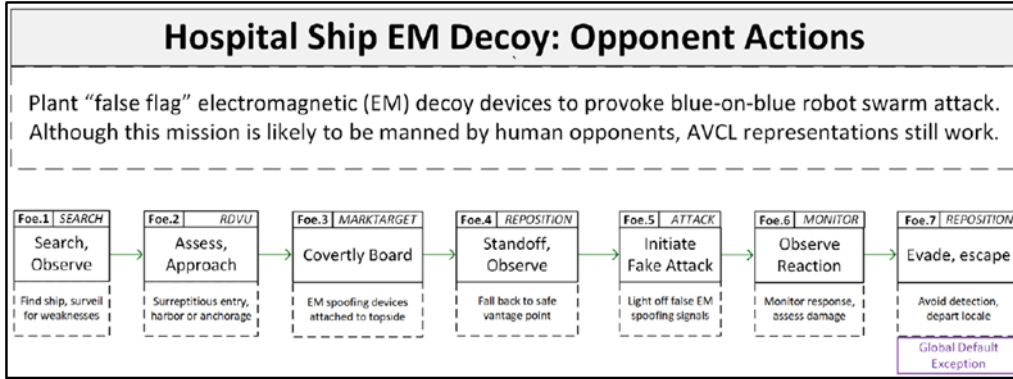 Hospital Ship EM Decoy: Opponent Actions
Plant “false flag” electromagnetic (EM) decoy devices to provoke blue-on-blue robot swarm attack.
Although this mission is likely to be manned by human opponents, AVCL representations still work.
Foe.1 SEARCH
Search,
Observe
Find ship, surveil
for weaknesses
Foe.2 RDVU
Assess,
Approach
Surreptitious entry,
harbor or anchorage
Foe.3 MARKTARGET
Covertly Board
EM spoofing devices
attached to topside
Foe.4 REPOSITION
Standoff,
Observe
Fall back to safe
vantage point
Foe.5 ATTACK
Initiate
Fake Attack
Light off false EM
spoofing signals
Foe.6 MONITOR
Observe
Reaction
Monitor response,
assess damage
Foe.7 REPOSITION
Evade, escape
Avoid detection,
depart locale
Global Default
Exception